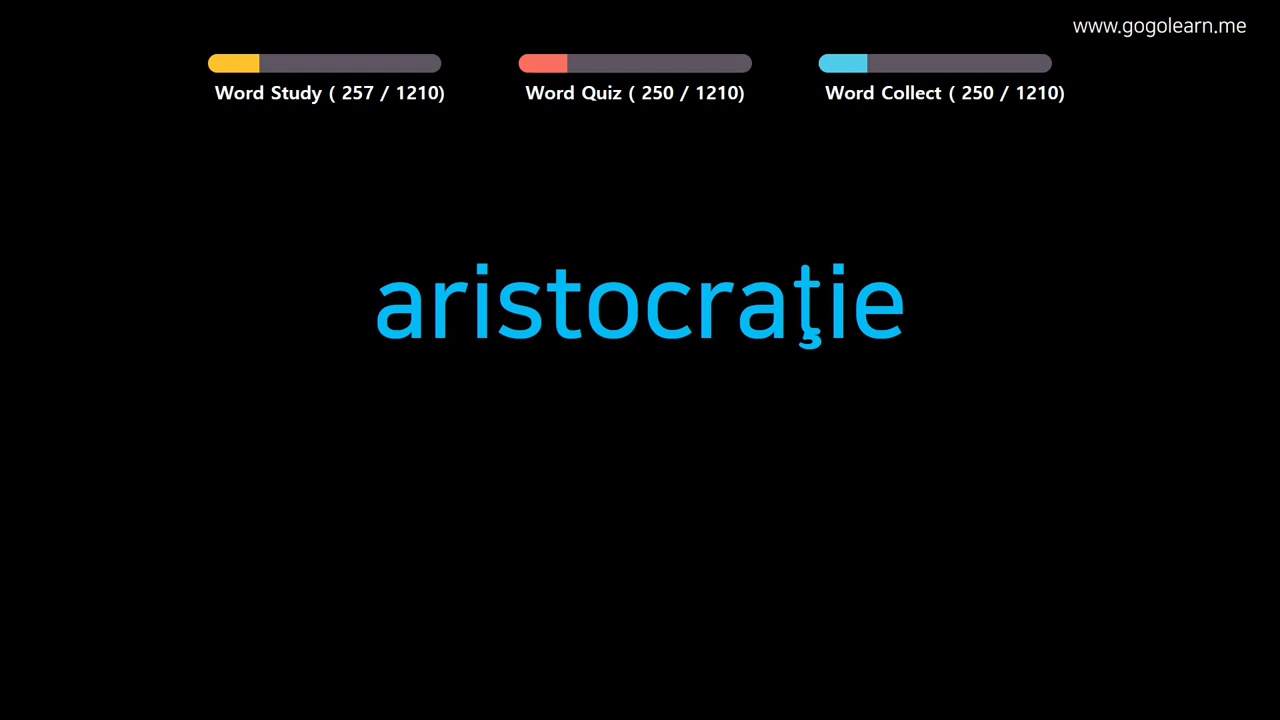 www.gogolearn.me
Word Study ( 257 / 1210)
Word Quiz ( 250 / 1210)
Word Collect ( 250 / 1210)
aristocraţie